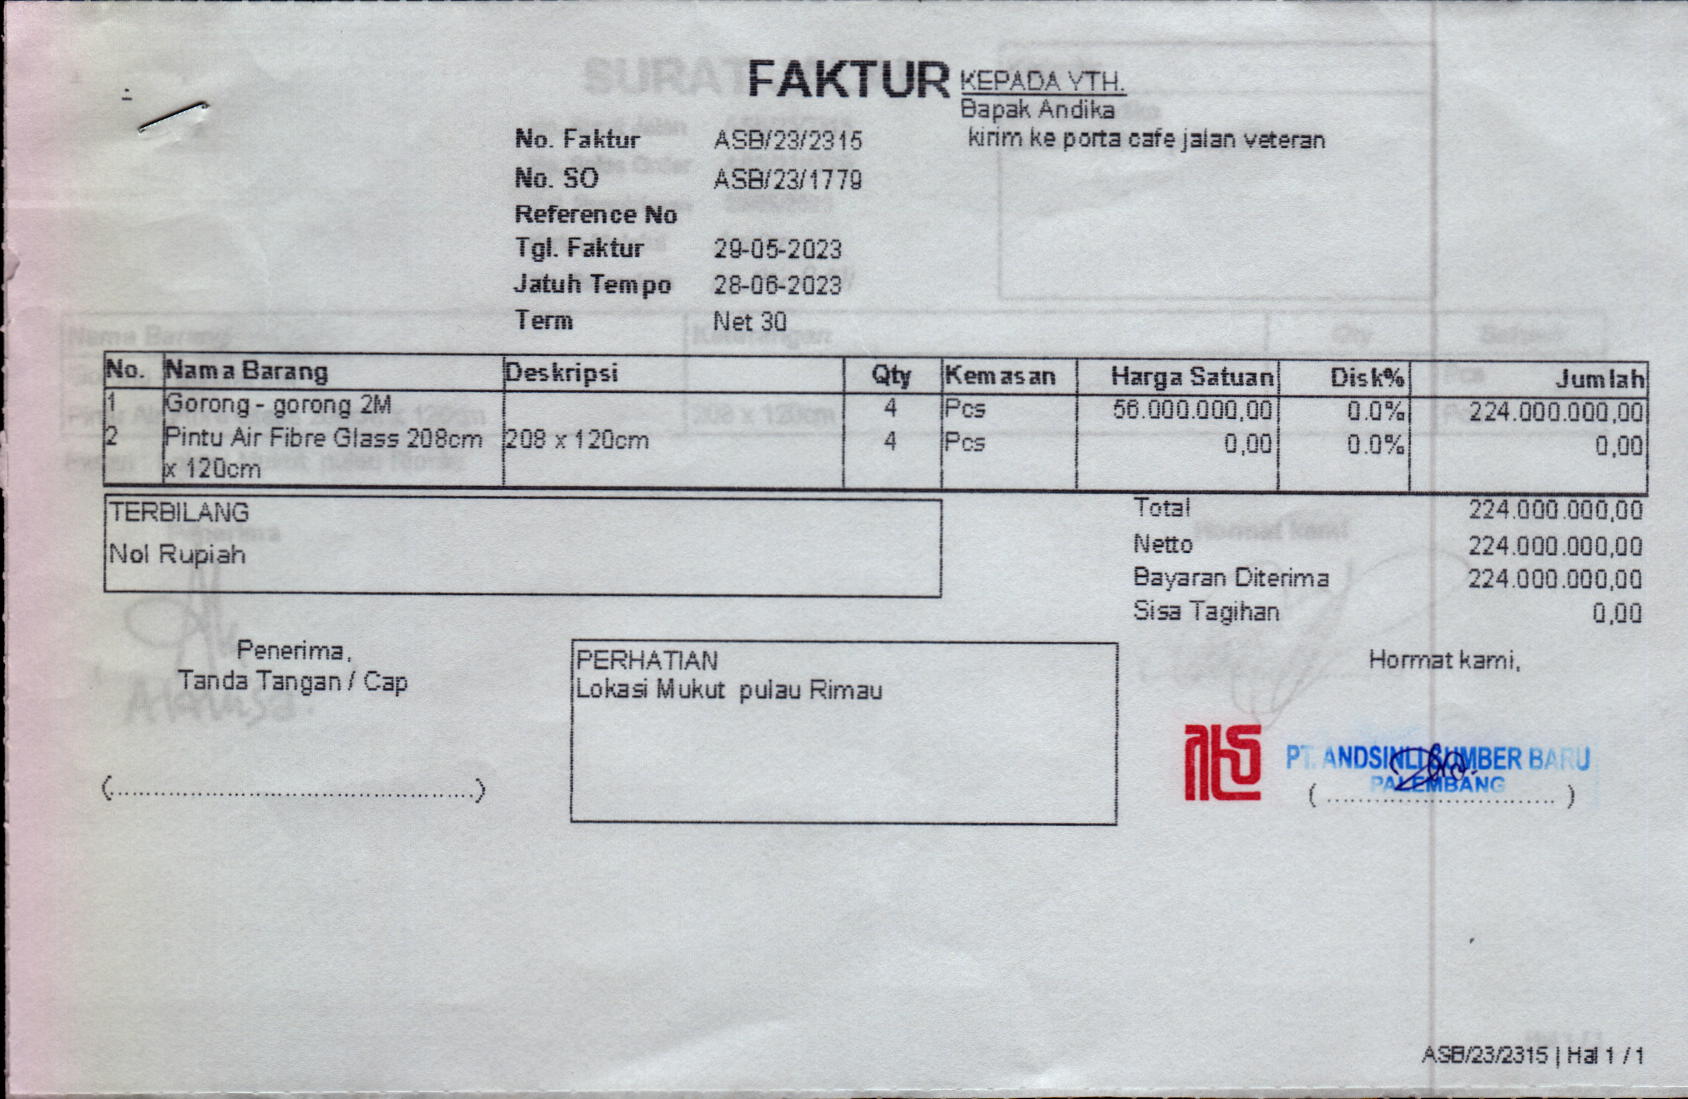 FAKTUR
KEPADA YTH.
Bapak Andika
kirim ke porta cafe jalan veteran
No. Faktur ASB/23/2315
No. SO ASB/23/1779
Reference No
Tgl. Faktur 29-05-2023
Jatuh Tempo 28-06-2023
Term Net 30
No. Nama Barang Deskripsi Qty Kemasan Harga Satuan Disk% Jumlah
1 Gorong - gorong 2M 4 Pcs 56.000.000,00 0.0% 224.000.000,00
2 Pintu Air Fibre Glass 208cm 208 x 120cm 4 Pcs 0,00 0.0% 0,00
x 120cm
TERBILANG
Nol Rupiah
Total 224.000.000,00
Netto 224.000.000,00
Bayaran Diterima 224.000.000,00
Sisa Tagihan 0,00
Penerima,
Tanda Tangan / Cap
(................................................)
PERHATIAN
Lokasi Mukut pulau Rimau
Hormat kami,
PT. ANDSINLI SUMBER BARU
PALEMBANG
( ............................. )
ASB/23/2315 | Hal 1 / 1